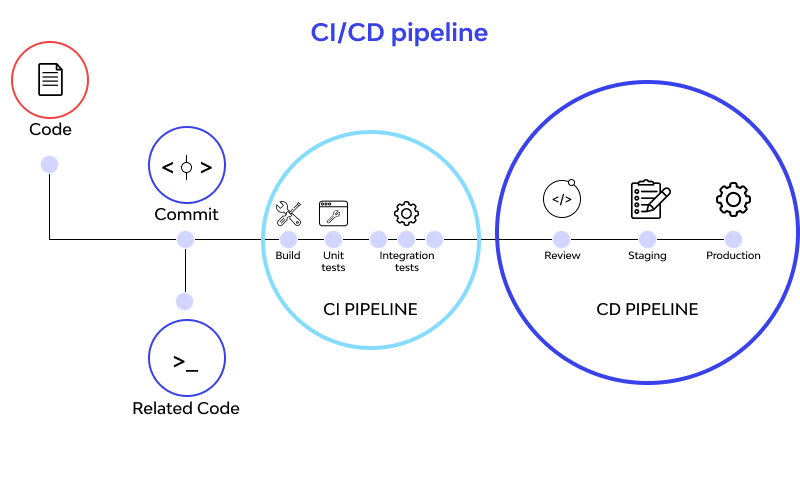 CI/CD pipeline
Code
< >
Commit
Build
Unit
tests
Integration
tests
CI PIPELINE
</>
Review
Staging
Production
CD PIPELINE
>_
Related Code